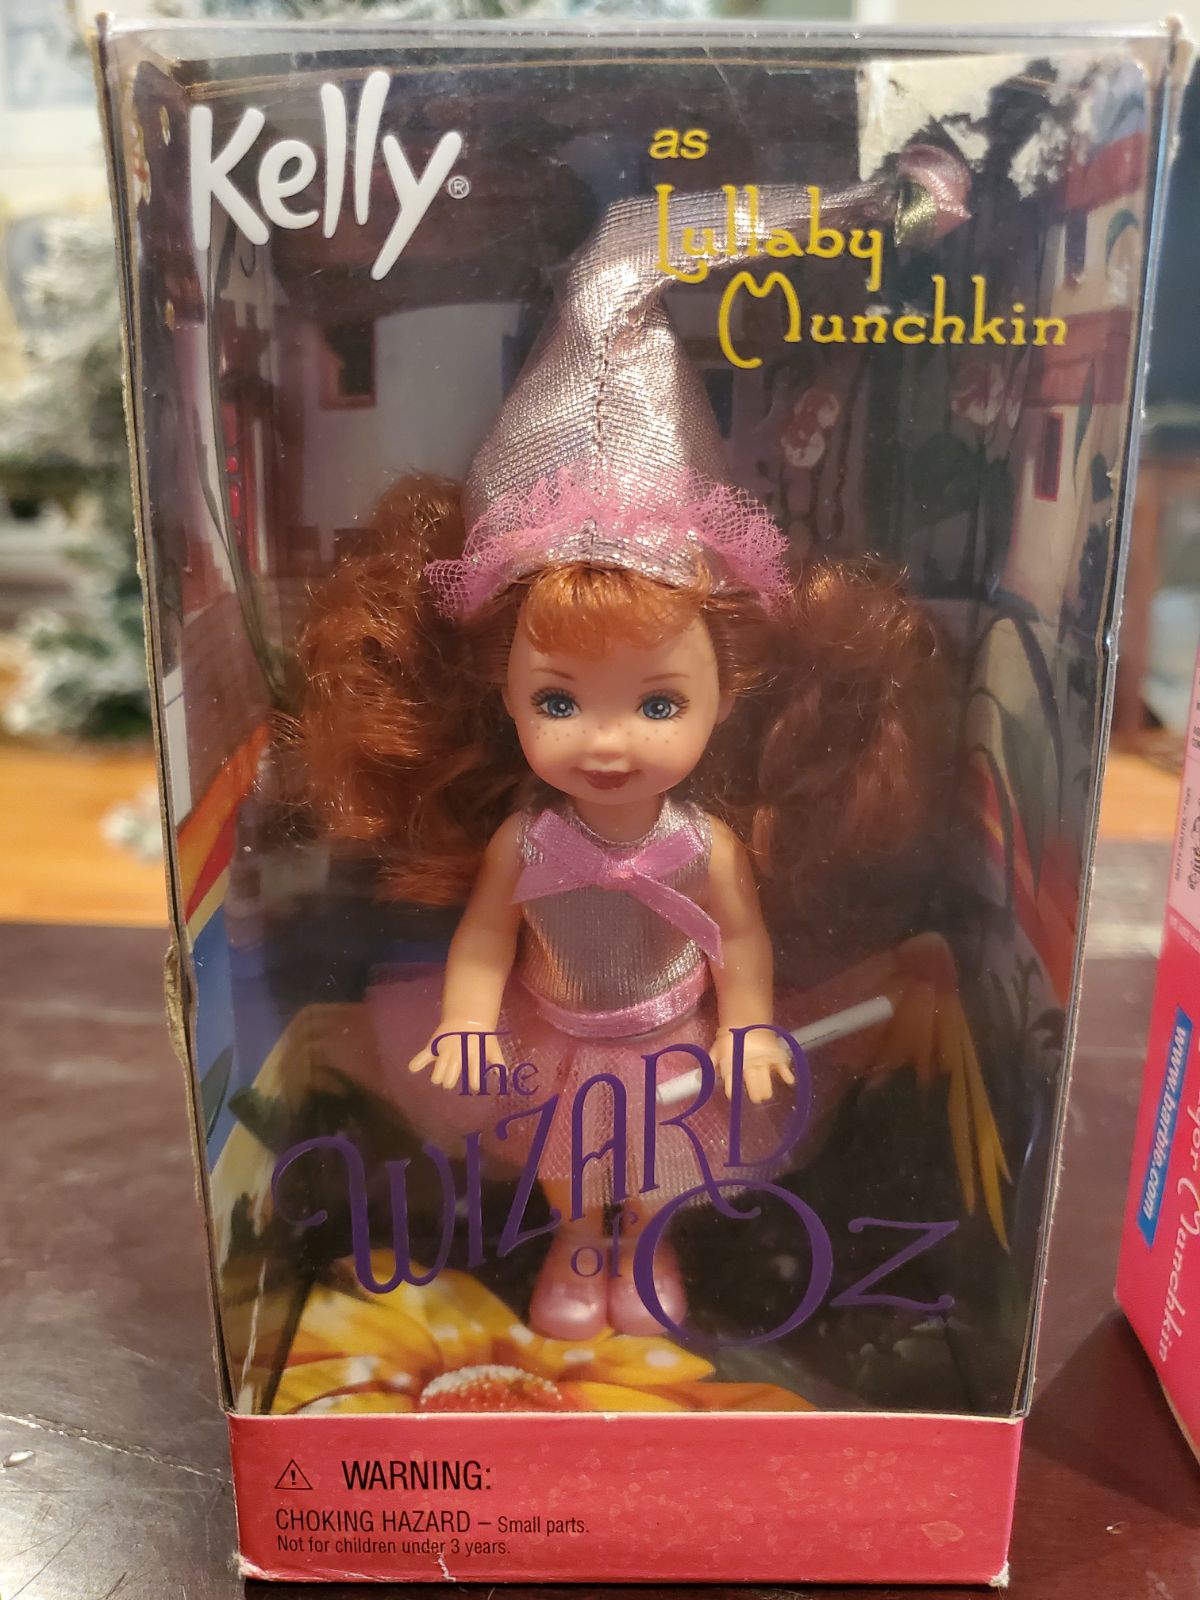 Kelly®
as
Lullaby
Munchkin
The
WIZARD
of OZ
WARNING:
CHOKING HAZARD – Small parts.
Not for children under 3 years.
www.barbie.com
Munchkin